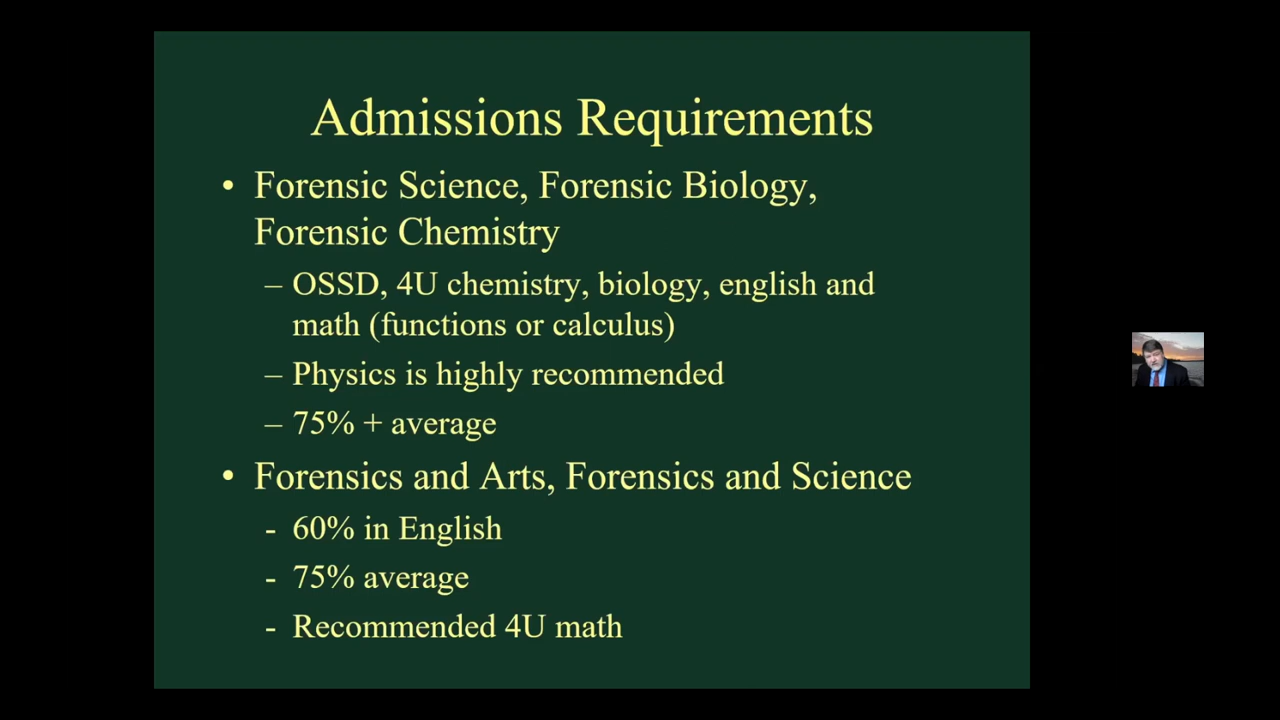 Admissions Requirements
• Forensic Science, Forensic Biology,
Forensic Chemistry
– OSSD, 4U chemistry, biology, english and
math (functions or calculus)
– Physics is highly recommended
– 75% + average
• Forensics and Arts, Forensics and Science
- 60% in English
- 75% average
- Recommended 4U math